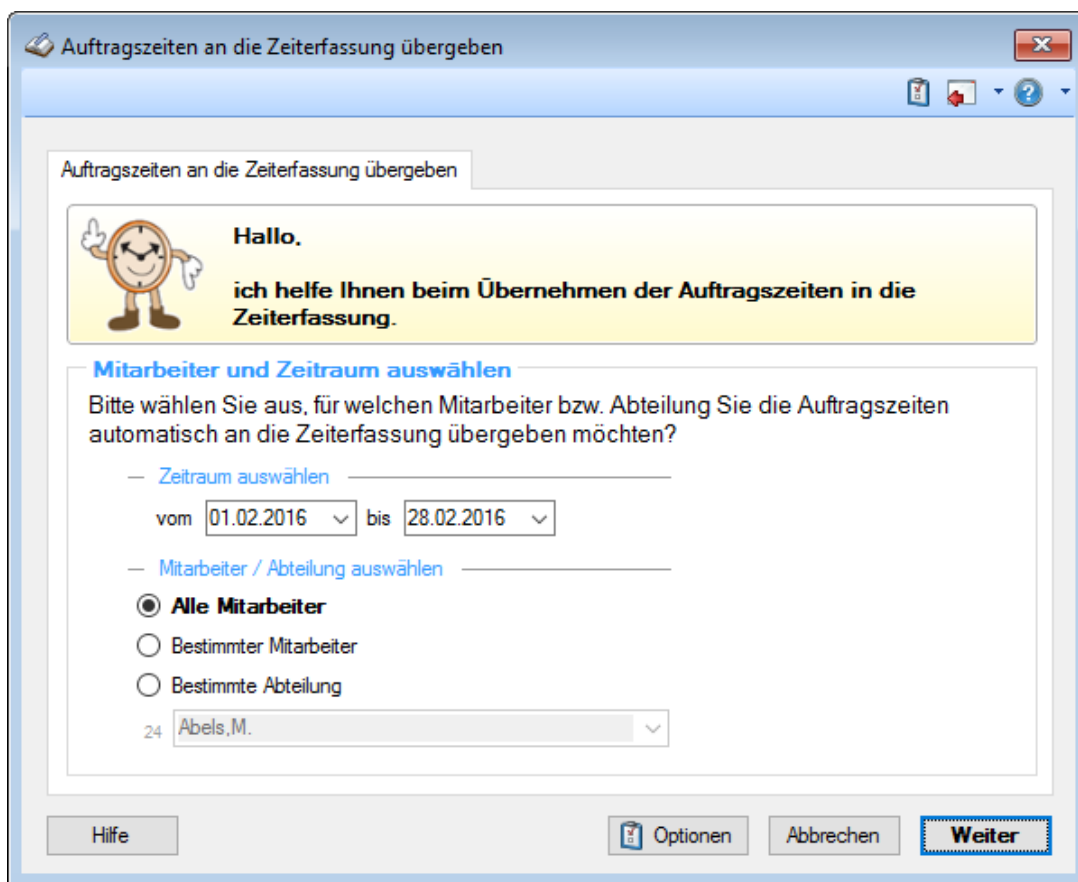 Auftragszeiten an die Zeiterfassung übergeben
Auftragszeiten an die Zeiterfassung übergeben
Hallo,
ich helfe Ihnen beim Übernehmen der Auftragszeiten in die
Zeiterfassung.
Mitarbeiter und Zeitraum auswählen
Bitte wählen Sie aus, für welchen Mitarbeiter bzw. Abteilung Sie die Auftragszeiten
automatisch an die Zeiterfassung übergeben möchten?
Zeitraum auswählen
vom 01.02.2016 bis 28.02.2016
Mitarbeiter / Abteilung auswählen
Alle Mitarbeiter
Bestimmter Mitarbeiter
Bestimmte Abteilung
24 Abels,M.
Hilfe Optionen Abbrechen Weiter